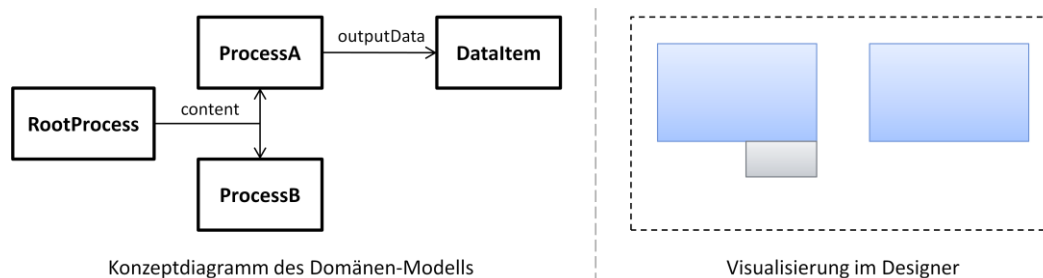 outputData
ProcessA
DataItem
content
RootProcess
ProcessB
Konzeptdiagramm des Domänen-Modells
Visualisierung im Designer